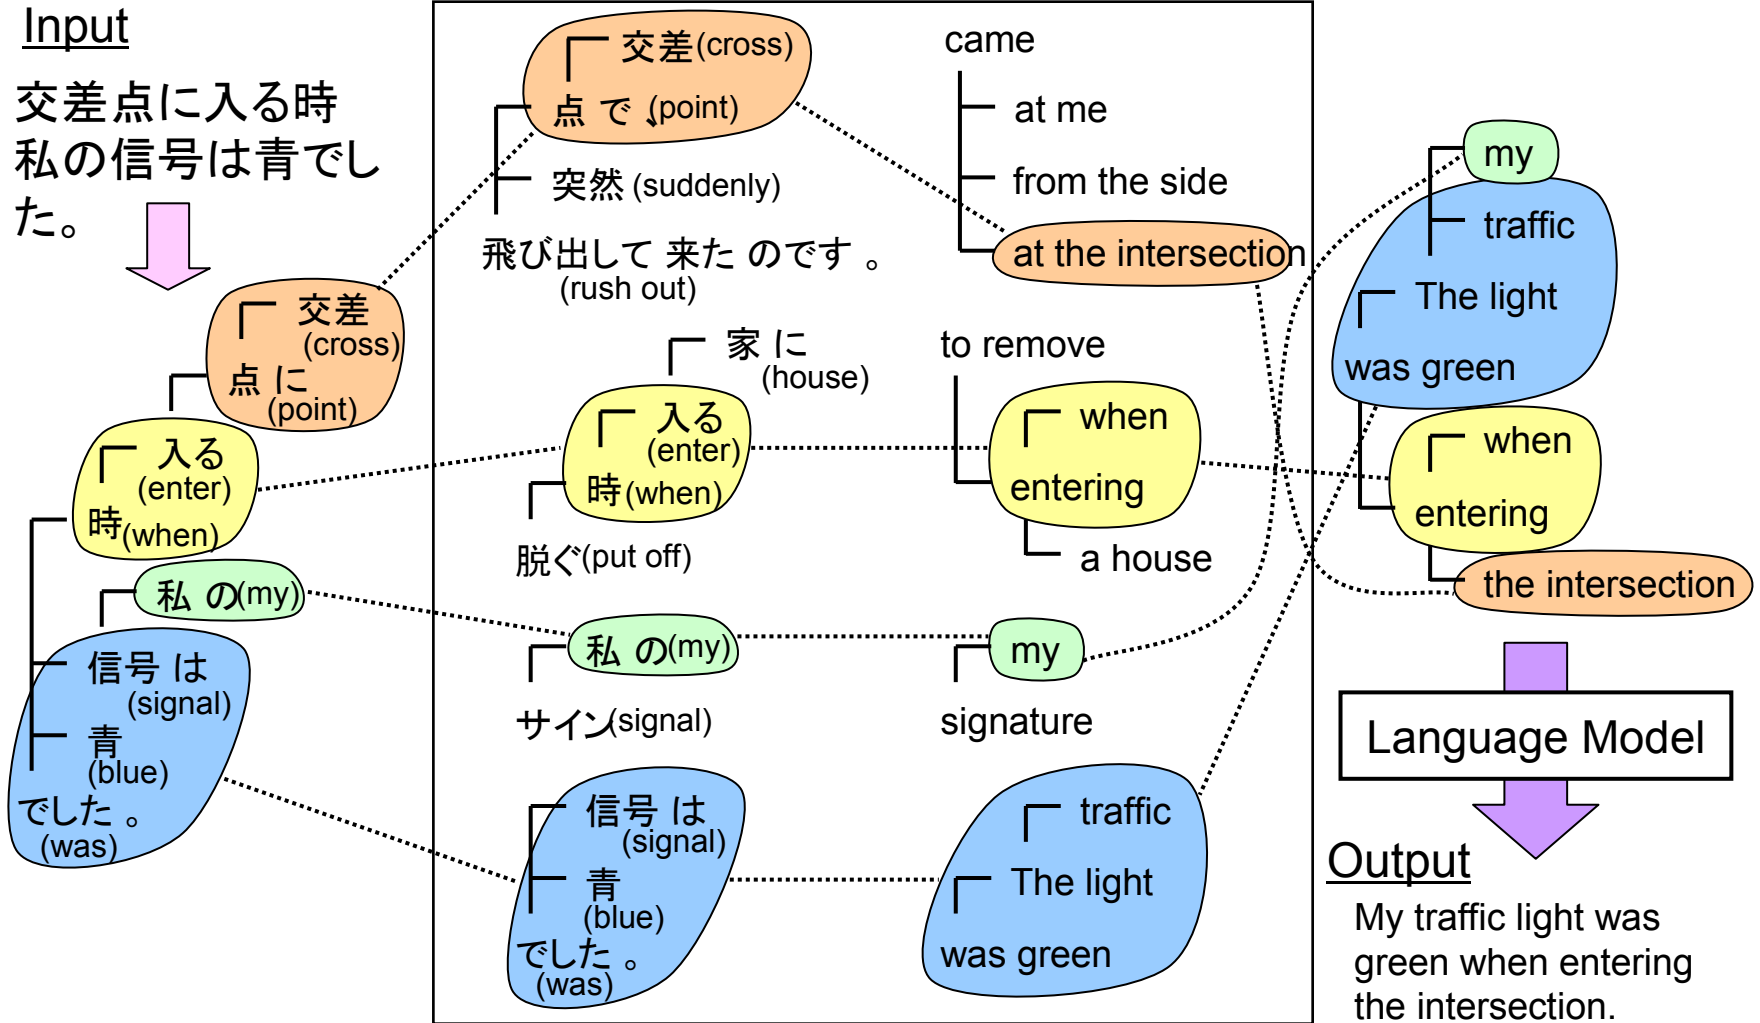 Input
交差点に入る時
私の信号は青でし
た。
交差
(cross)
点 に
(point)
入る
(enter)
時(when)
私 の(my)
信号 は
(signal)
青
(blue)
でした 。
(was)
交差(cross)
点 で 、(point)
突然 (suddenly)
飛び出して 来た のです 。
(rush out)
家 に
(house)
入る
(enter)
時(when)
脱ぐ(put off)
私 の(my)
サイン(signal)
信号 は
(signal)
青
(blue)
でした 。
(was)
came
at me
from the side
at the intersection
to remove
when
entering
a house
my
signature
traffic
The light
was green
my
traffic
The light
was green
when
entering
the intersection
Language Model
Output
My traffic light was
green when entering
the intersection.